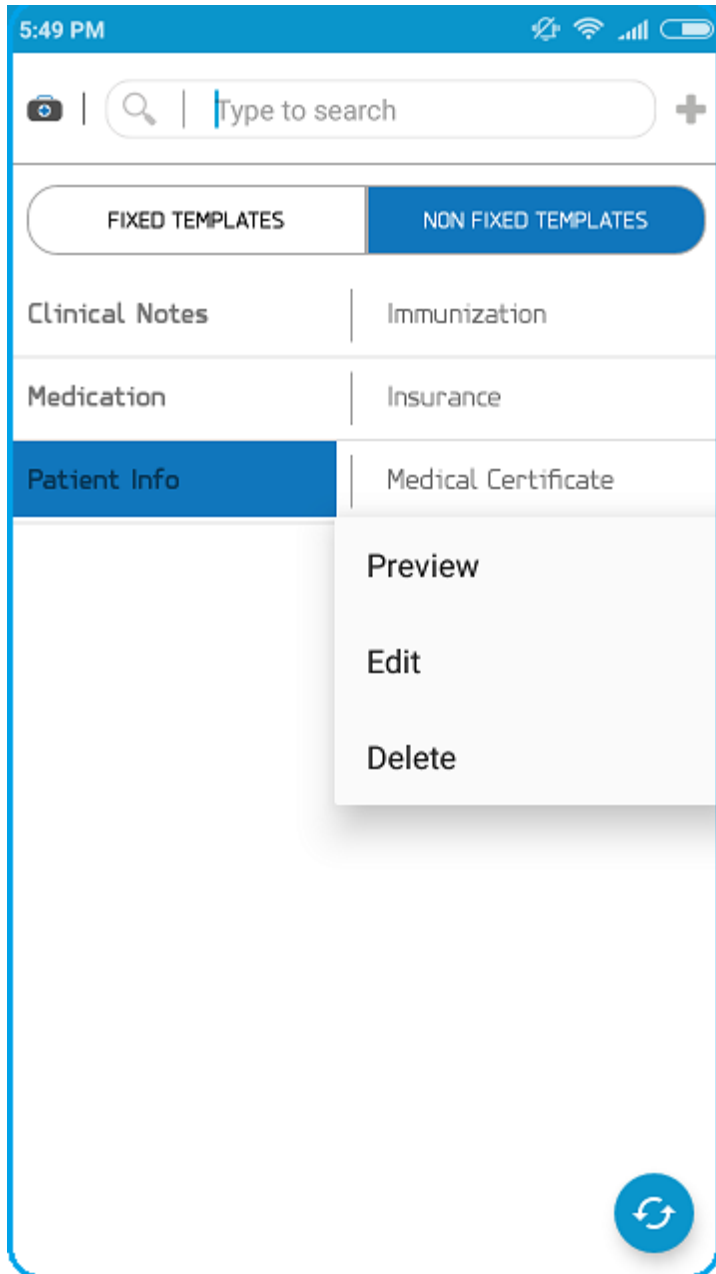 5:49 PM
Type to search
FIXED TEMPLATES
NON FIXED TEMPLATES
Clinical Notes
Immunization
Medication
Insurance
Patient Info
Medical Certificate
Preview
Edit
Delete